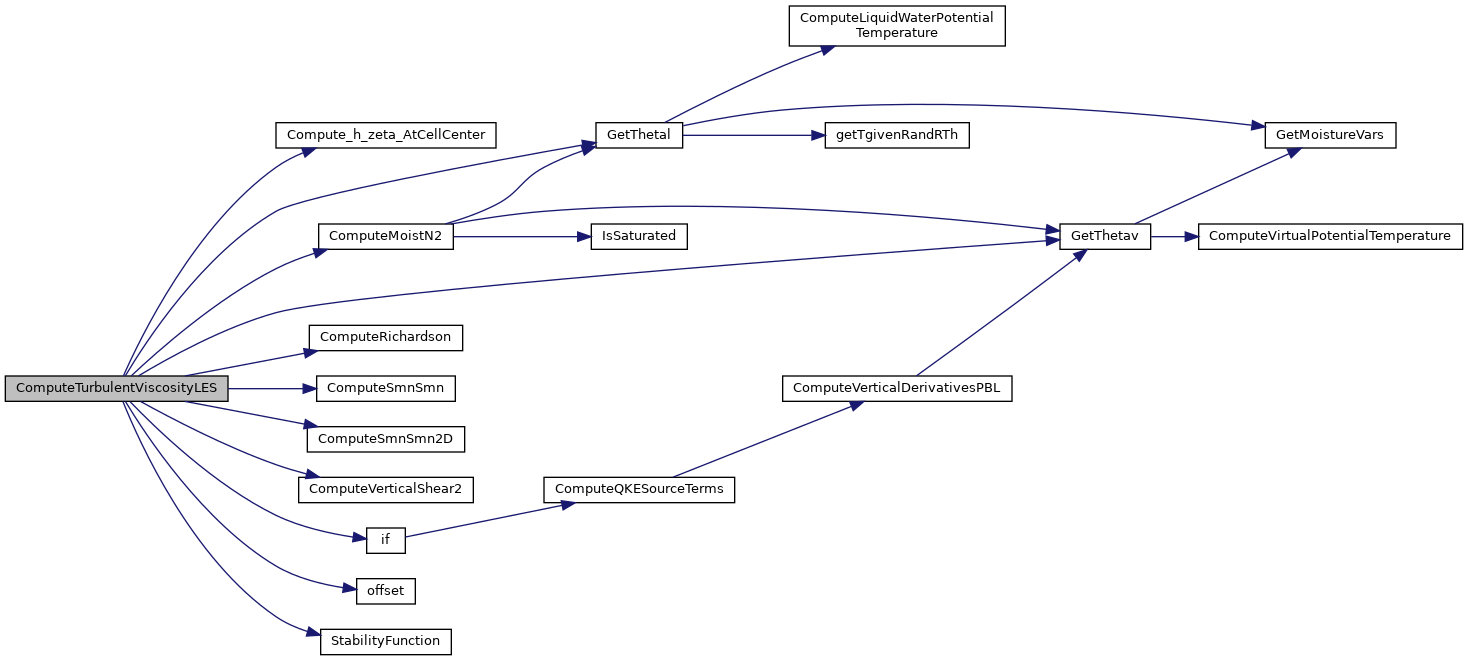 ComputeLiquidWaterPotential
Temperature
Compute_h_zeta_AtCellCenter
GetThetal
getTgivenRandRTh
GetMoistureVars
ComputeMoistN2
IsSaturated
GetThetav
ComputeVirtualPotentialTemperature
ComputeRichardson
ComputeTurbulentViscosityLES
ComputeSmnSmn
ComputeVerticalDerivativesPBL
ComputeSmnSmn2D
ComputeVerticalShear2
ComputeQKESourceTerms
if
offset
StabilityFunction